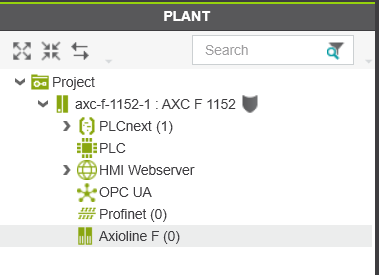 PLANT
Search
Project
axc-f-1152-1 : AXC F 1152
PLCnext (1)
PLC
HMI Webserver
OPC UA
Profinet (0)
Axioline F (0)